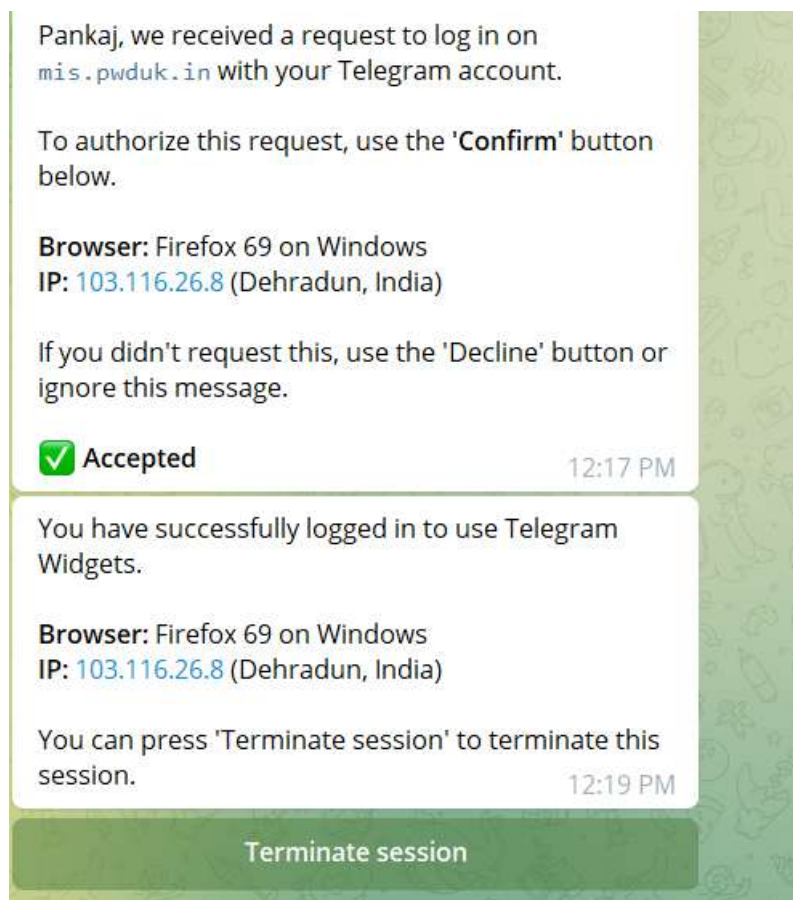 Pankaj, we received a request to log in on
mis.pwduk.in with your Telegram account.
To authorize this request, use the 'Confirm' button
below.
Browser: Firefox 69 on Windows
IP: 103.116.26.8 (Dehradun, India)
If you didn't request this, use the 'Decline' button or
ignore this message.
✅ Accepted
12:17 PM
You have successfully logged in to use Telegram
Widgets.
Browser: Firefox 69 on Windows
IP: 103.116.26.8 (Dehradun, India)
You can press 'Terminate session' to terminate this
session.
12:19 PM
Terminate session